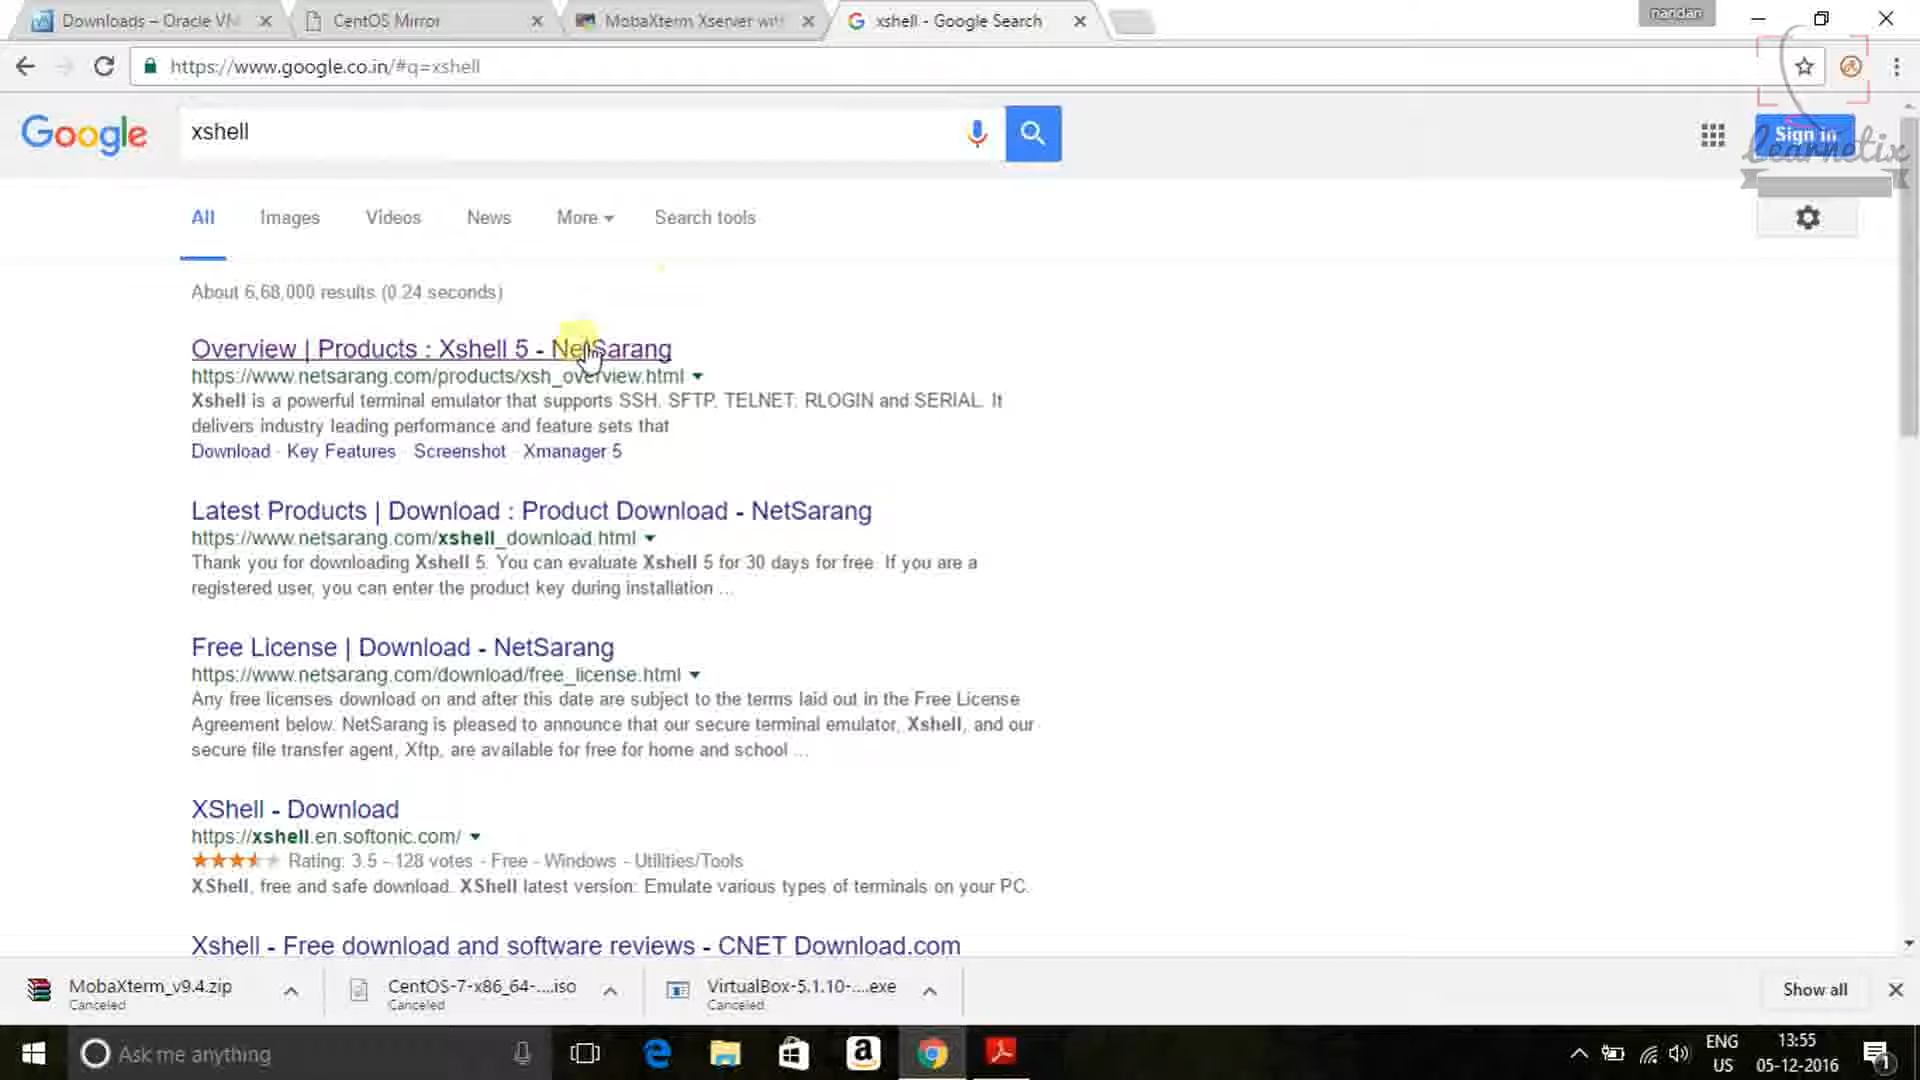 Downloads – Oracle VM
CentOS Mirror
MobaXterm Xserver with
xshell - Google Search
nandan
https://www.google.co.in/#q=xshell
Google
xshell
Sign in
Learnetix
All
Images
Videos
News
More
Search tools
About 6,68,000 results (0.24 seconds)
Overview | Products : Xshell 5 - NetSarang
https://www.netsarang.com/products/xsh_overview.html
Xshell is a powerful terminal emulator that supports SSH, SFTP, TELNET, RLOGIN and SERIAL. It
delivers industry leading performance and feature sets that
Download · Key Features · Screenshot · Xmanager 5
Latest Products | Download : Product Download - NetSarang
https://www.netsarang.com/xshell_download.html
Thank you for downloading Xshell 5. You can evaluate Xshell 5 for 30 days for free. If you are a
registered user, you can enter the product key during installation ...
Free License | Download - NetSarang
https://www.netsarang.com/download/free_license.html
Any free licenses download on and after this date are subject to the terms laid out in the Free License
Agreement below. NetSarang is pleased to announce that our secure terminal emulator, Xshell, and our
secure file transfer agent, Xftp, are available for free for home and school ...
XShell - Download
https://xshell.en.softonic.com/
Rating: 3.5 - 128 votes - Free - Windows - Utilities/Tools
XShell, free and safe download. XShell latest version: Emulate various types of terminals on your PC.
Xshell - Free download and software reviews - CNET Download.com
MobaXterm_v9.4.zip
Canceled
CentOS-7-x86_64-....iso
Canceled
VirtualBox-5.1.10-....exe
Canceled
Show all
Ask me anything
ENG
US
13:55
05-12-2016
1